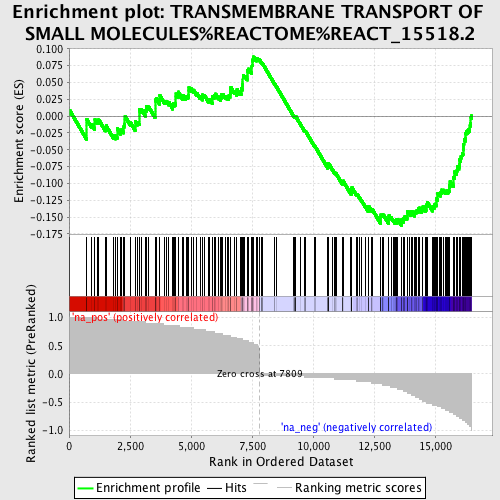 Enrichment plot: TRANSMEMBRANE TRANSPORT OF
SMALL MOLECULES%REACTOME%REACT_15518.2
Enrichment score (ES)
0.100
0.075
0.050
0.025
0.000
-0.025
-0.050
-0.075
-0.100
-0.125
-0.150
-0.175
Ranked list metric (PreRanked)
1.0
0.5
0.0
-0.5
-1.0
'na_pos' (positively correlated)
Zero cross at 7809
'na_neg' (negatively correlated)
0
2,500
5,000
7,500
10,000
12,500
15,000
Rank in Ordered Dataset
Enrichment profile
Hits
Ranking metric scores